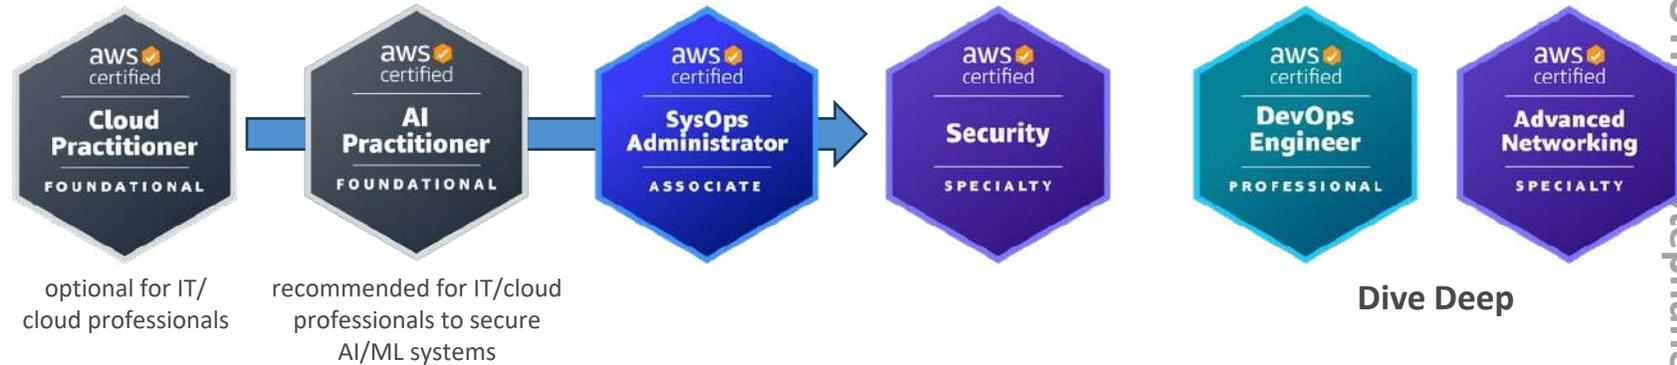 aws
certified
Cloud
Practitioner
FOUNDATIONAL
optional for IT/
cloud professionals
aws
certified
AI
Practitioner
FOUNDATIONAL
recommended for IT/cloud
professionals to secure
AI/ML systems
aws
certified
SysOps
Administrator
ASSOCIATE
aws
certified
Security
SPECIALTY
aws
certified
DevOps
Engineer
PROFESSIONAL
aws
certified
Advanced
Networking
SPECIALTY
Dive Deep